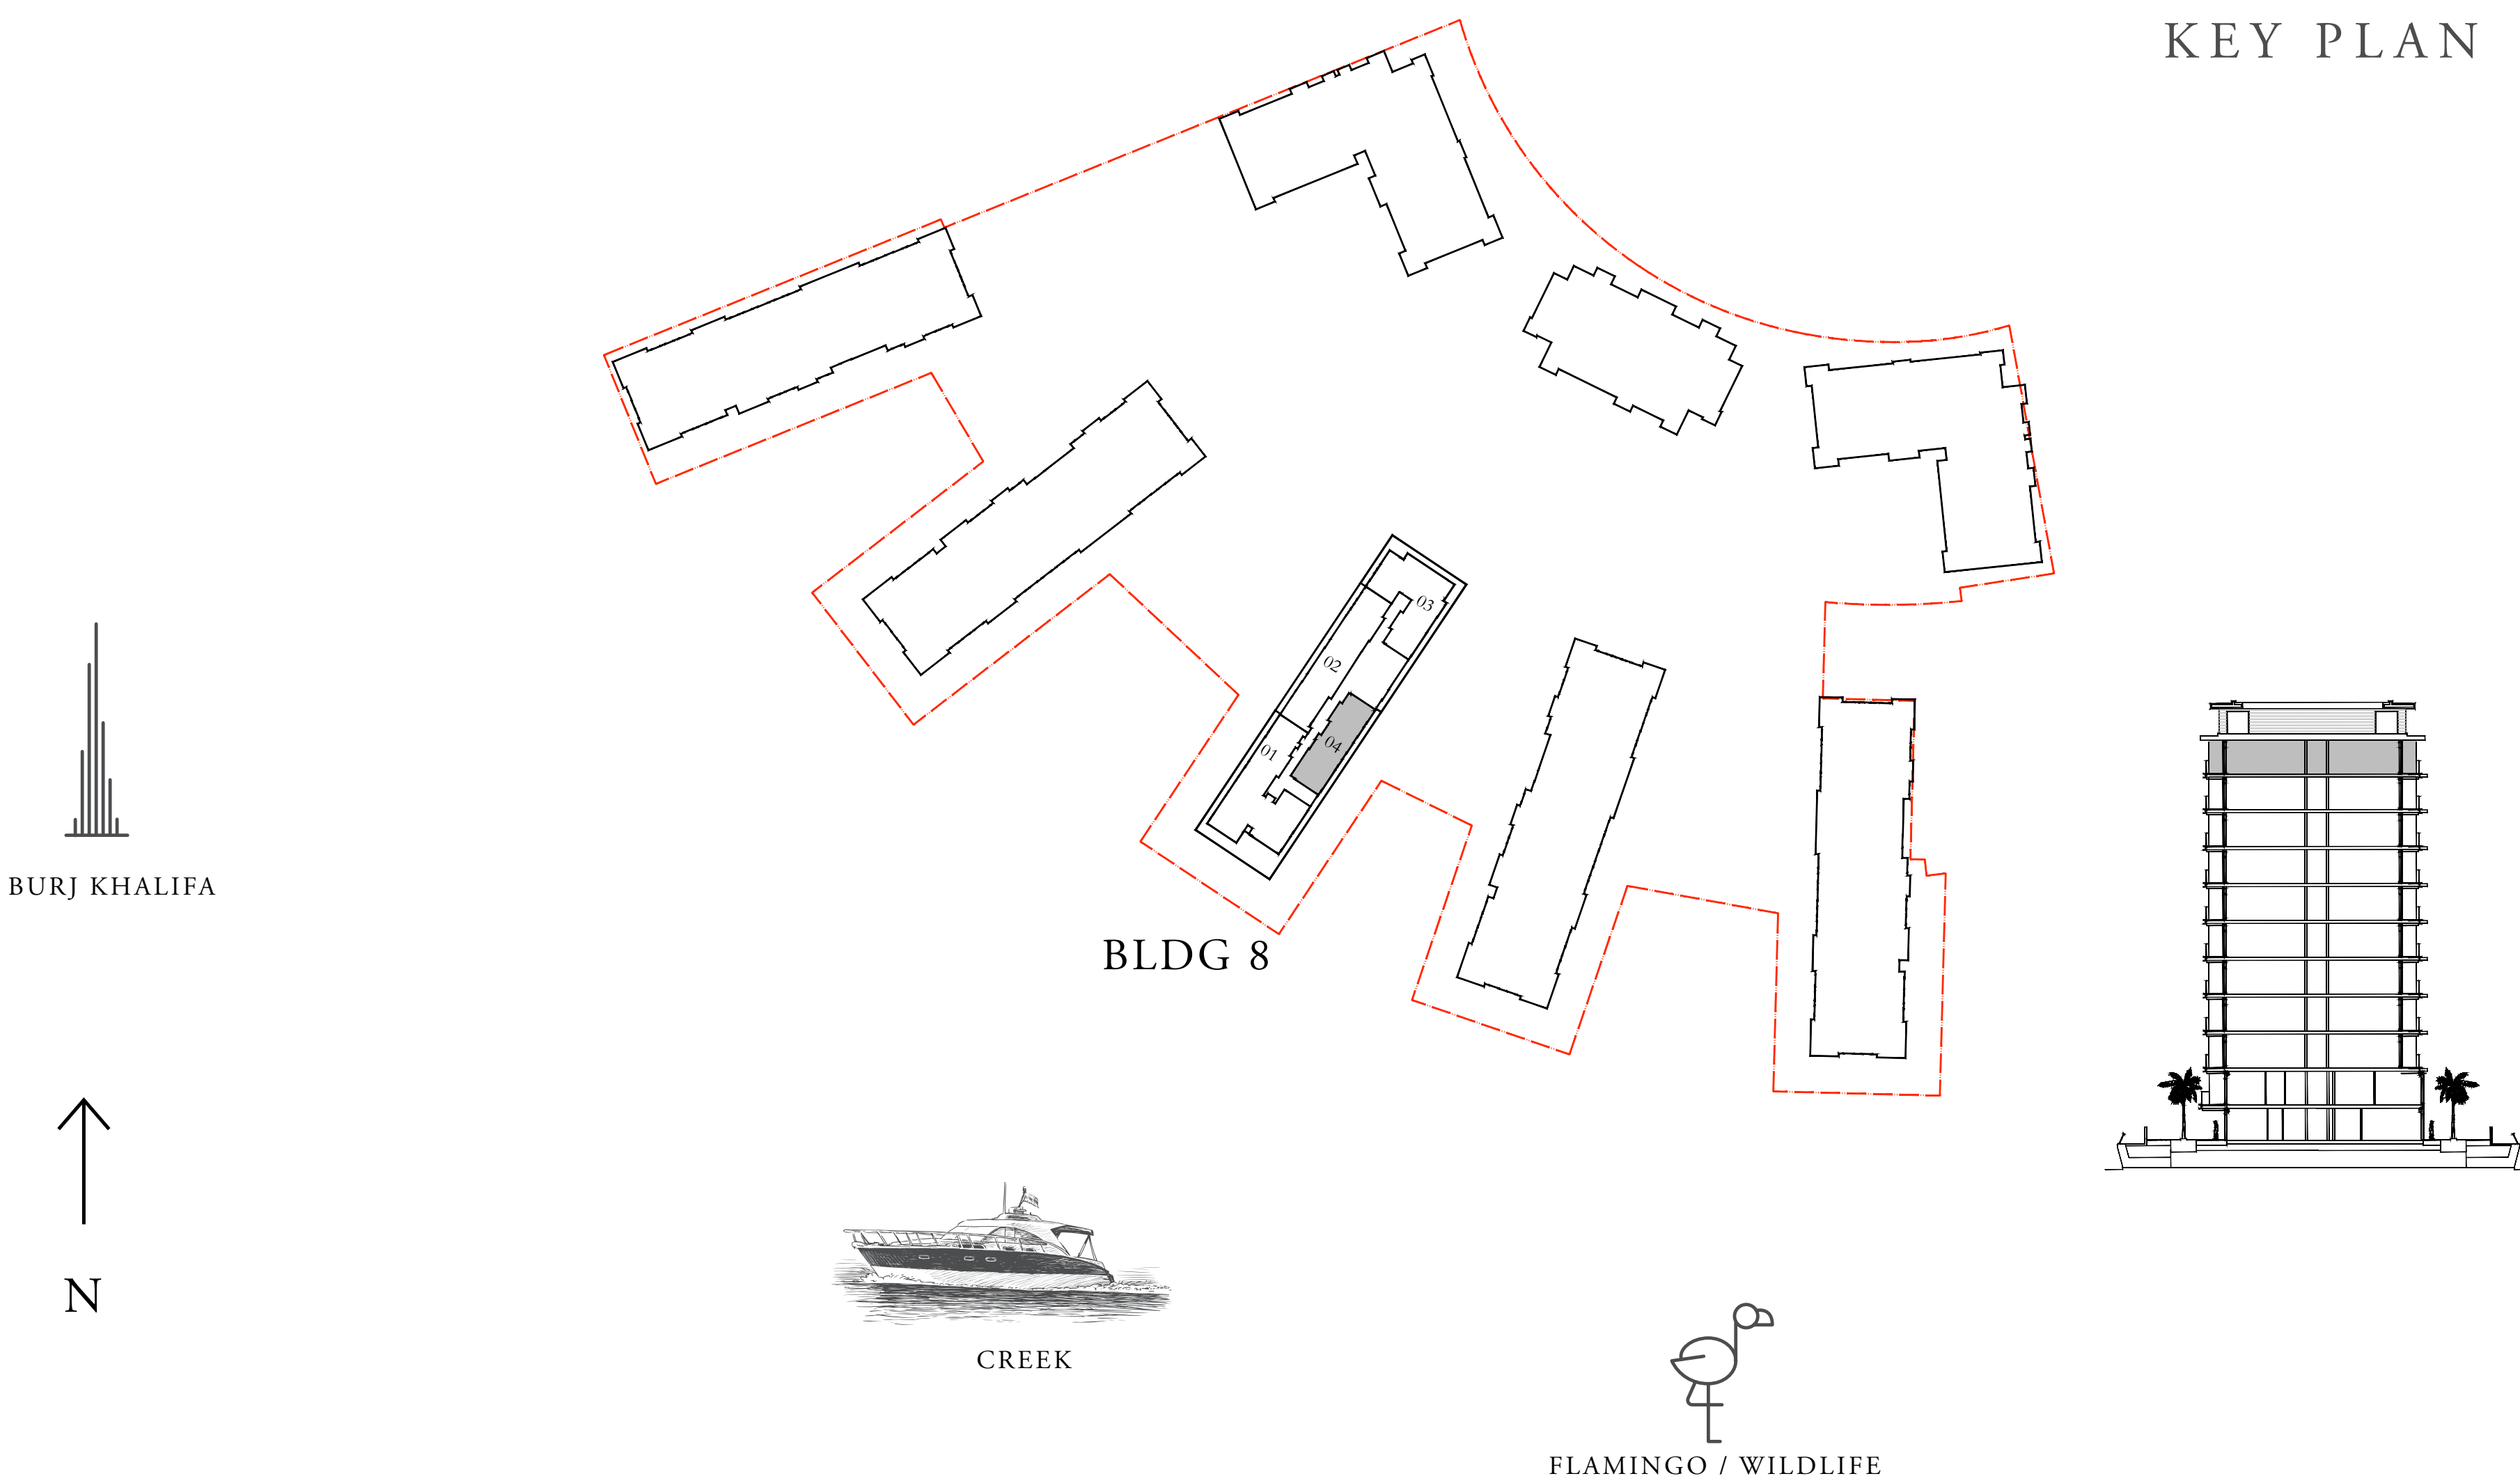 KEY PLAN
03
02
04
01
BURJ KHALIFA
BLDG 8
N
CREEK
FLAMINGO / WILDLIFE